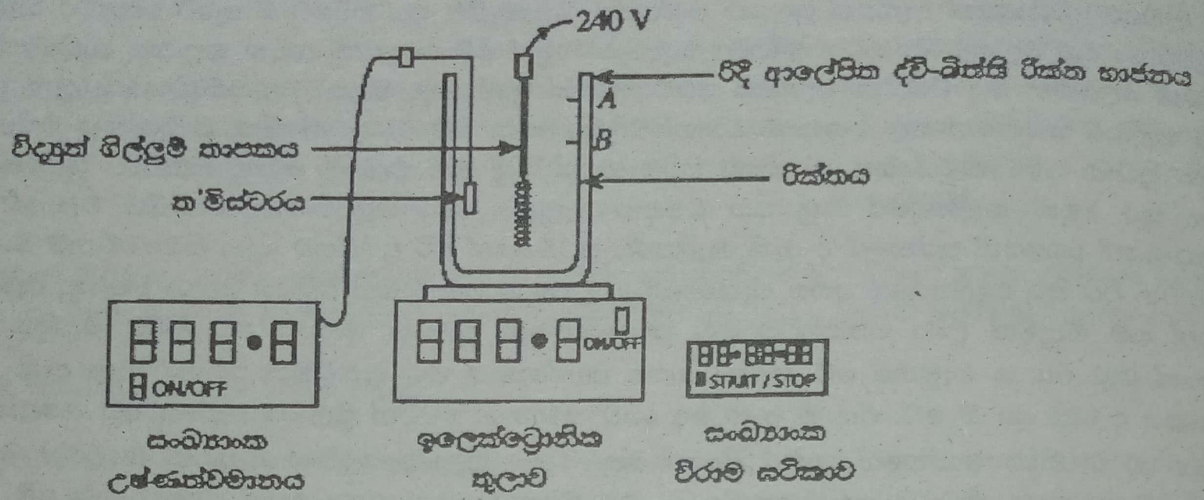 240 V
රිදී ආලේපිත ද්වි-බිත්ති රික්ත භාජනය
A
B
විද්‍යුත් ගිල්ලුම් තාපකය
රික්තය
ත'මිස්ටරය
ON/OFF
ON/OFF
START / STOP
සංඛ්‍යාංක
උෂ්ණත්වමානය
ඉලෙක්ට්‍රොනික
තුලාව
සංඛ්‍යාංක
විරාම ඝටිකාව